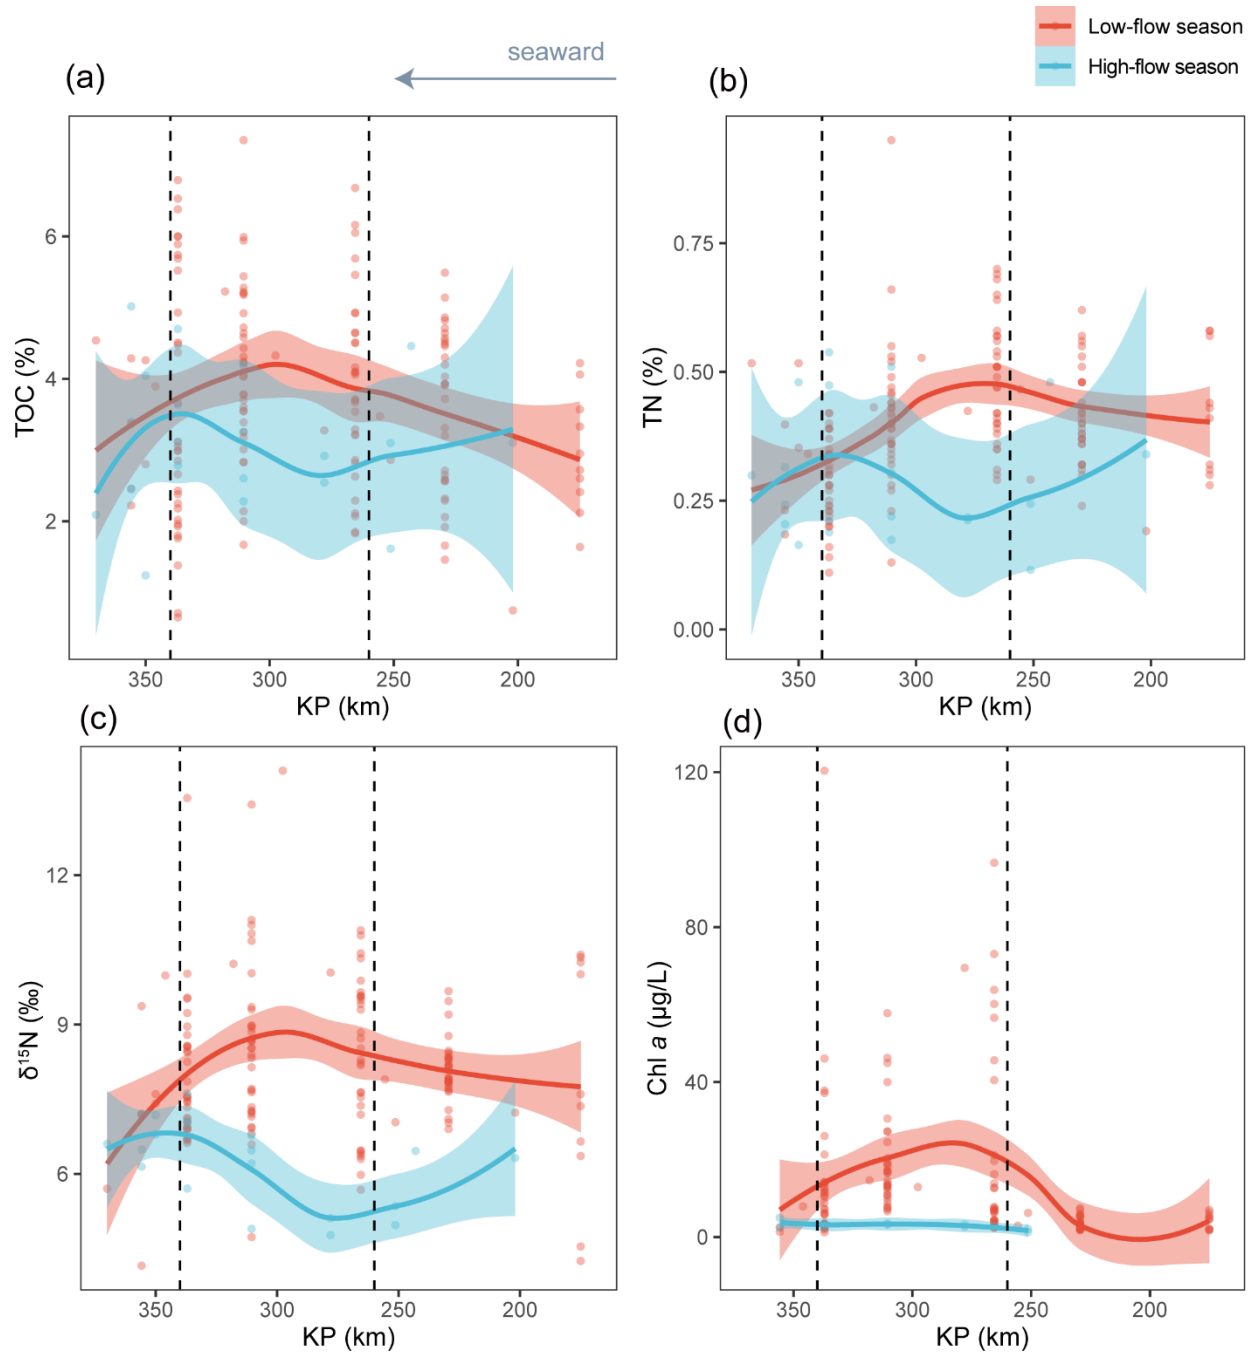 Low-flow season
High-flow season
seaward
(a)
(b)
TOC (%)
6
4
2
350
300
250
200
KP (km)
TN (%)
0.75
0.50
0.25
0.00
350
300
250
200
KP (km)
(c)
(d)
δ¹⁵N (‰)
12
9
6
350
300
250
200
KP (km)
Chl a (µg/L)
120
80
40
0
350
300
250
200
KP (km)